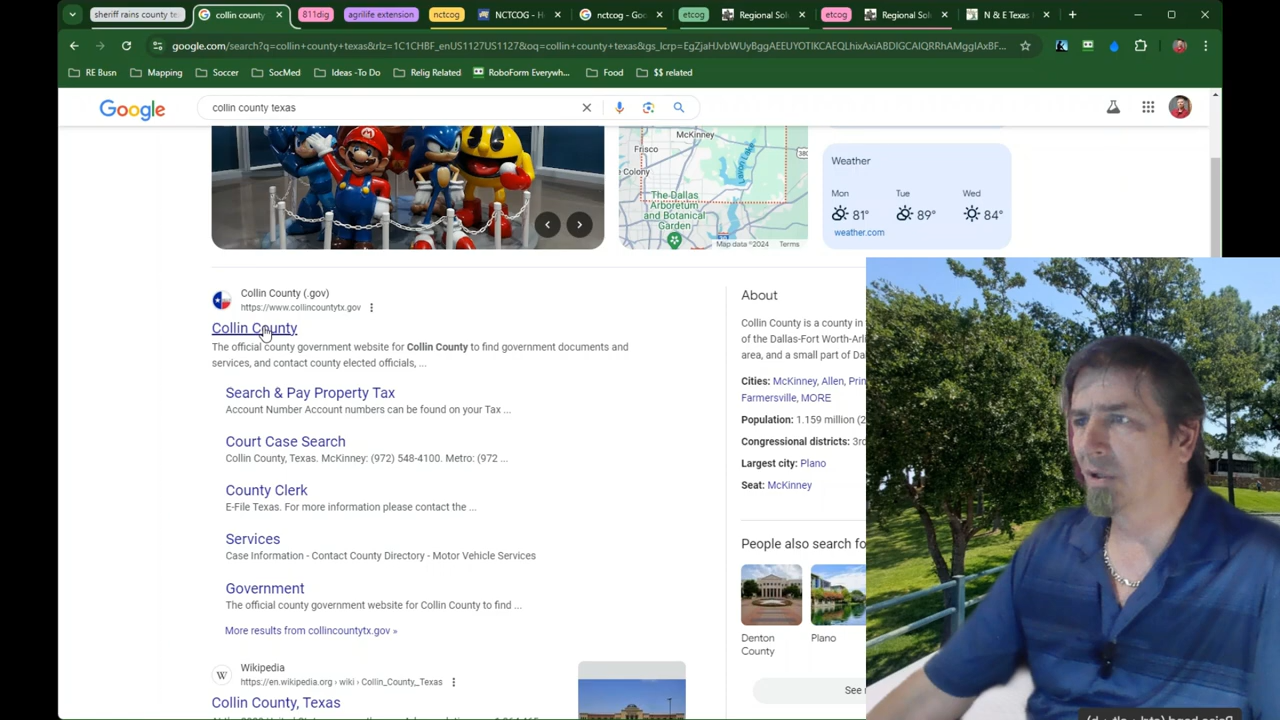 sheriff rains county te
collin county
811dig
agrilife extension
nctcog
NCTCOG - H
nctcog - Goo
etcog
Regional Sol
etcog
Regional Sol
N & E Texas
google.com/search?q=collin+county+texas&rlz=1C1CHBF_enUS1127US1127&oq=collin+county+texas&gs_lcrp=
RE Busn
Mapping
Soccer
SocMed
Ideas -To Do
Relig Related
RoboForm Everywh...
Food
$$ related
Google
collin county texas
McKinney
Frisco
Colony
Lavon Lake
The Dallas
Arboretum
and Botanical
Garden
Map data ©2024
Terms
Weather
Mon
Tue
Wed
81°
89°
84°
weather.com
Collin County (.gov)
https://www.collincountytx.gov
Collin County
The official county government website for Collin County to find government documents and
services, and contact county elected officials, ...
Search & Pay Property Tax
Account Number Account numbers can be found on your Tax ...
Court Case Search
Collin County, Texas. McKinney: (972) 548-4100. Metro: (972 ...
County Clerk
E-File Texas. For more information please contact the ...
Services
Case Information - Contact County Directory - Motor Vehicle Services
Government
The official county government website for Collin County to find ...
More results from collincountytx.gov »
W
Wikipedia
https://en.wikipedia.org › wiki › Collin_County,_Texas
Collin County, Texas
About
Collin County is a county in
of the Dallas-Fort Worth-Arl
area, and a small part of Da
Cities: McKinney, Allen, Prin
Farmersville, MORE
Population: 1.159 million (2
Congressional districts: 3rd
Largest city: Plano
Seat: McKinney
People also search fo
Denton
County
Plano
See